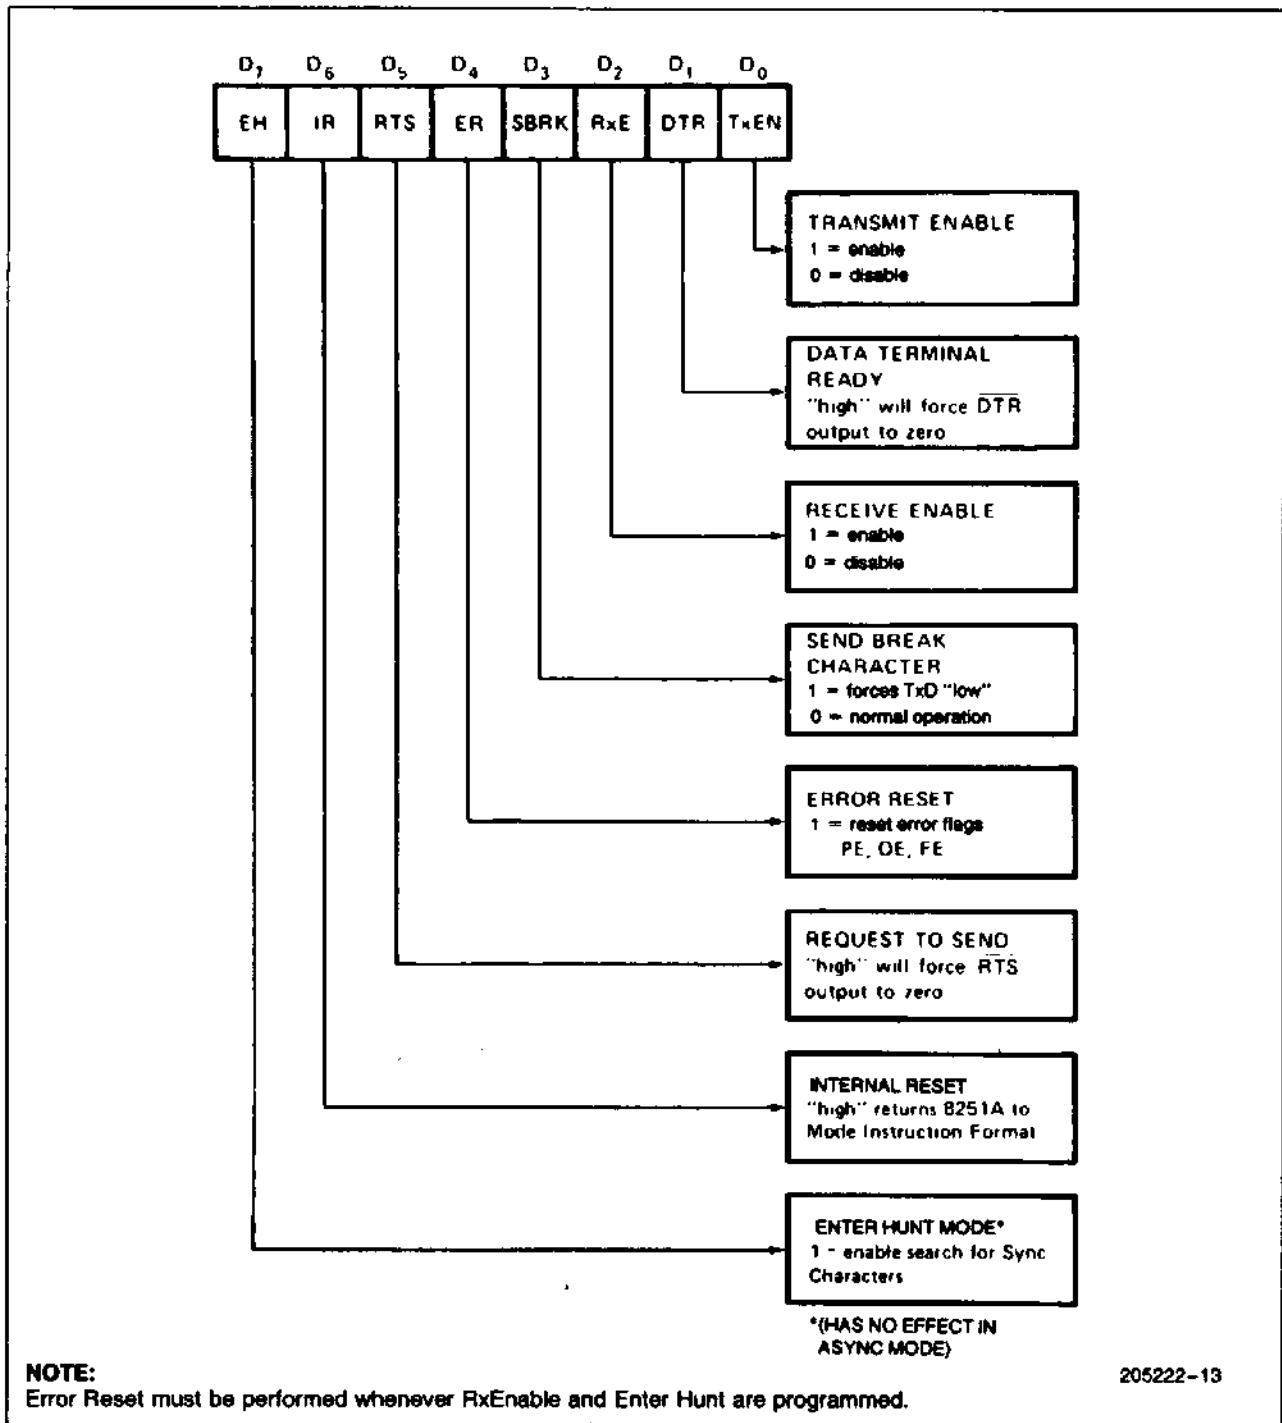 D7 D6 D5 D4 D3 D2 D1 D0
EH IR RTS ER SBRK RxE DTR TxEN
TRANSMIT ENABLE
1 = enable
0 = disable
DATA TERMINAL
READY
"high" will force D̅T̅R̅
output to zero
RECEIVE ENABLE
1 = enable
0 = disable
SEND BREAK
CHARACTER
1 = forces TxD "low"
0 = normal operation
ERROR RESET
1 = reset error flags
PE, OE, FE
REQUEST TO SEND
"high" will force R̅T̅S̅
output to zero
INTERNAL RESET
"high" returns 8251A to
Mode Instruction Format
ENTER HUNT MODE*
1 = enable search for Sync
Characters
*(HAS NO EFFECT IN
ASYNC MODE)
NOTE:
205222-13
Error Reset must be performed whenever RxEnable and Enter Hunt are programmed.